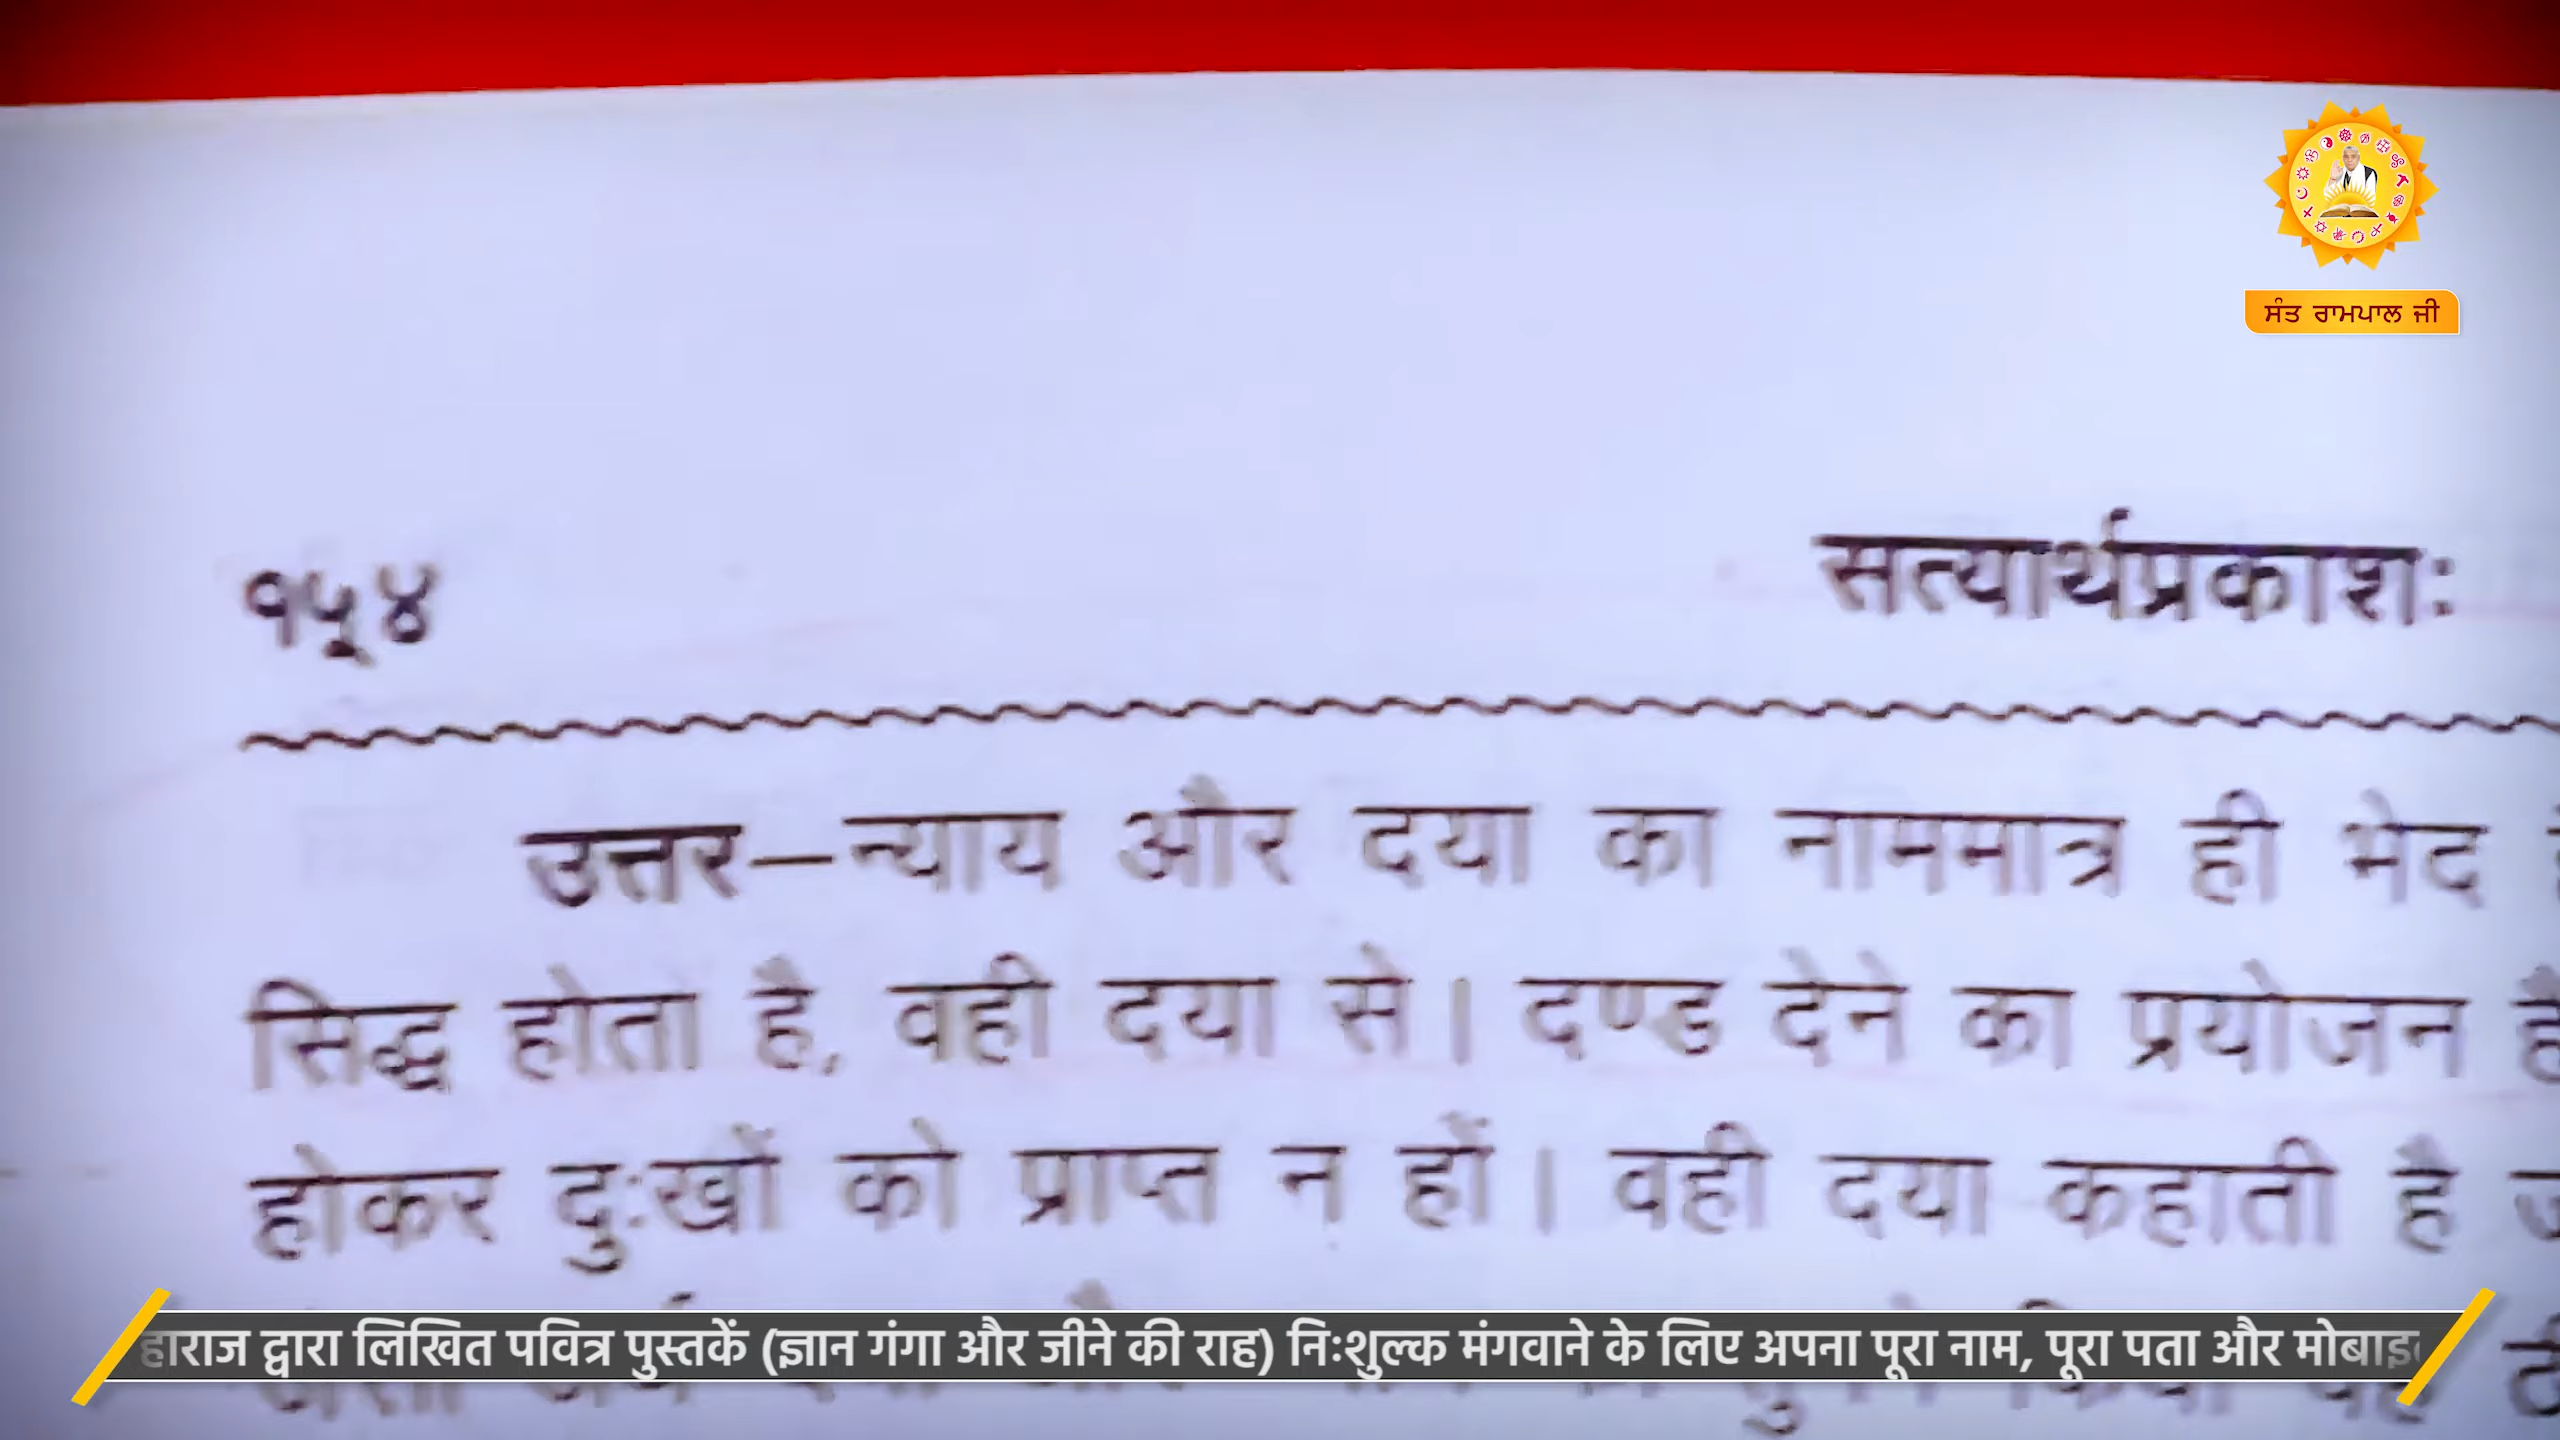 ਸੰਤ ਰਾਮਪਾਲ ਜੀ
१५४ सत्यार्थप्रकाशः
उत्तर—न्याय और दया का नाममात्र ही भेद
सिद्ध होता है, वही दया से। दण्ड देने का प्रयोजन
होकर दुःखों को प्राप्त न हों। वही दया कहाती है
हाराज द्वारा लिखित पवित्र पुस्तकें (ज्ञान गंगा और जीने की राह) निःशुल्क मंगवाने के लिए अपना पूरा नाम, पूरा पता और मोबाइ